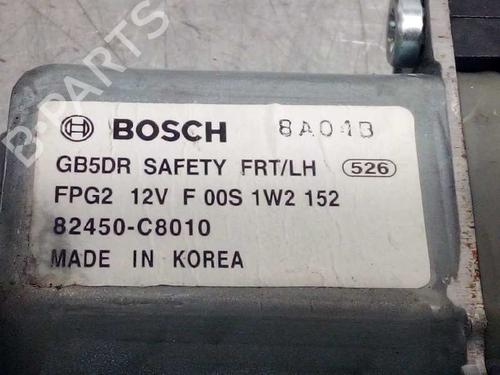 BOSCH 8A04B
GB5DR SAFETY FRT/LH 526
FPG2 12V F 00S 1W2 152
82450-C8010
MADE IN KOREA
B-PARTS